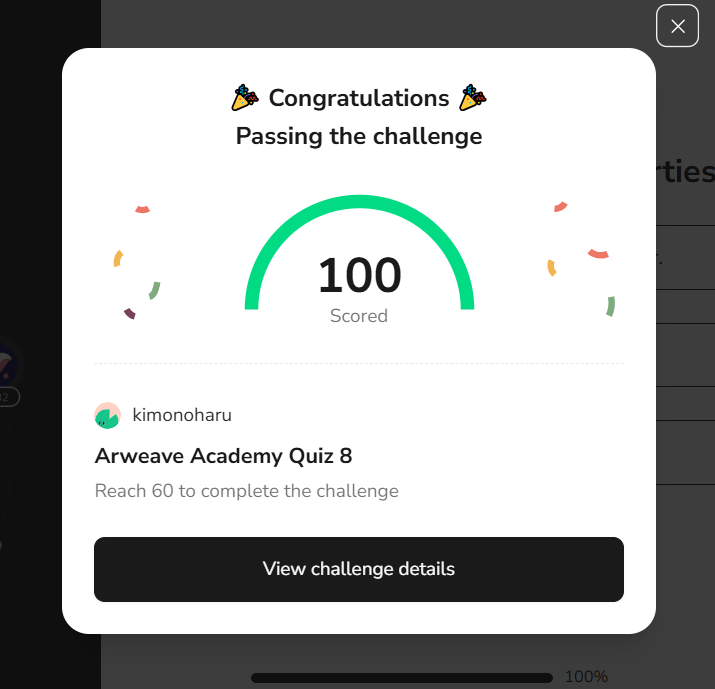 Congratulations
Passing the challenge
rties
100
Scored
kimonoharu
Arweave Academy Quiz 8
Reach 60 to complete the challenge
View challenge details
100%